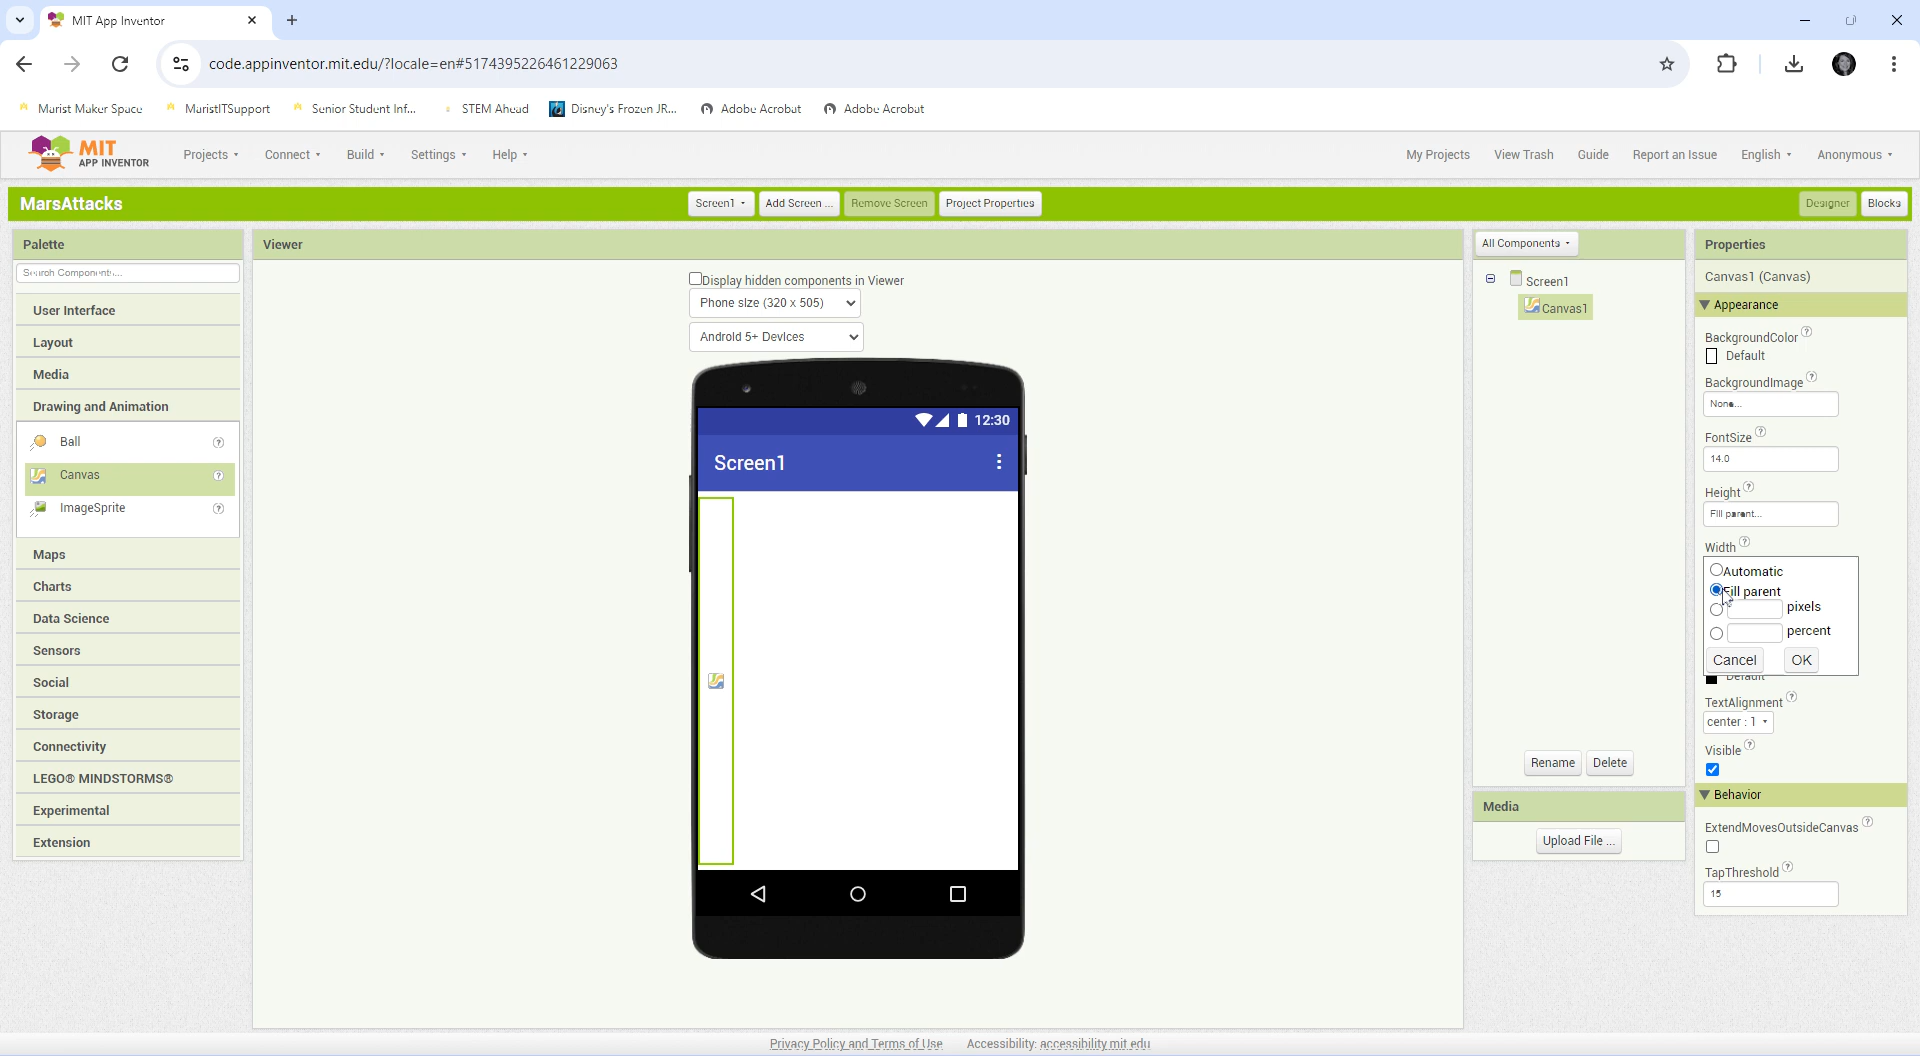 MIT App Inventor
code.appinventor.mit.edu/?locale=en#5174395226461229063
Marist Maker Space
MaristITSupport
Senior Student Inf...
STEM Ahead
Disney's Frozen JR...
Adobe Acrobat
Adobe Acrobat
MIT
APP INVENTOR
Projects
Connect
Build
Settings
Help
My Projects
View Trash
Guide
Report an Issue
English
Anonymous
MarsAttacks
Screen1
Add Screen ...
Remove Screen
Project Properties
Designer
Blocks
Palette
Search Components...
User Interface
Layout
Media
Drawing and Animation
Ball
Canvas
ImageSprite
Maps
Charts
Data Science
Sensors
Social
Storage
Connectivity
LEGO® MINDSTORMS®
Experimental
Extension
Viewer
Display hidden components in Viewer
Phone size (320 x 505)
Android 5+ Devices
12:30
Screen1
All Components
Screen1
Canvas1
Rename
Delete
Media
Upload File ...
Properties
Canvas1 (Canvas)
Appearance
BackgroundColor
Default
BackgroundImage
None...
FontSize
14.0
Height
Fill parent...
Width
Automatic
Fill parent
pixels
percent
Cancel
OK
Default
TextAlignment
center : 1
Visible
Behavior
ExtendMovesOutsideCanvas
TapThreshold
15
Privacy Policy and Terms of Use
Accessibility: accessibility.mit.edu